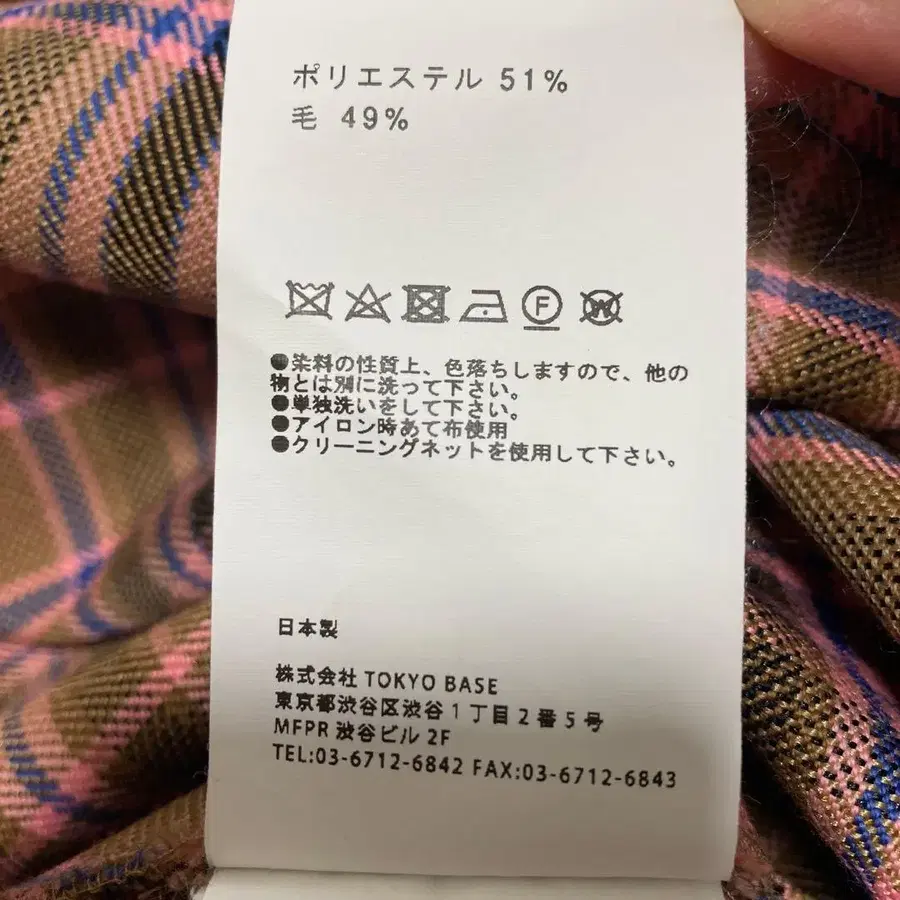 ポリエステル 51%
毛 49%
F
W
●染料の性質上、色落ちしますので、他の
物とは別に洗って下さい。
●単独洗いをして下さい。
●アイロン時あて布使用
●クリーニングネットを使用して下さい。
日本製
株式会社 TOKYO BASE
東京都渋谷区渋谷1丁目2番5号
MFPR 渋谷ビル 2F
TEL:03-6712-6842 FAX:03-6712-6843